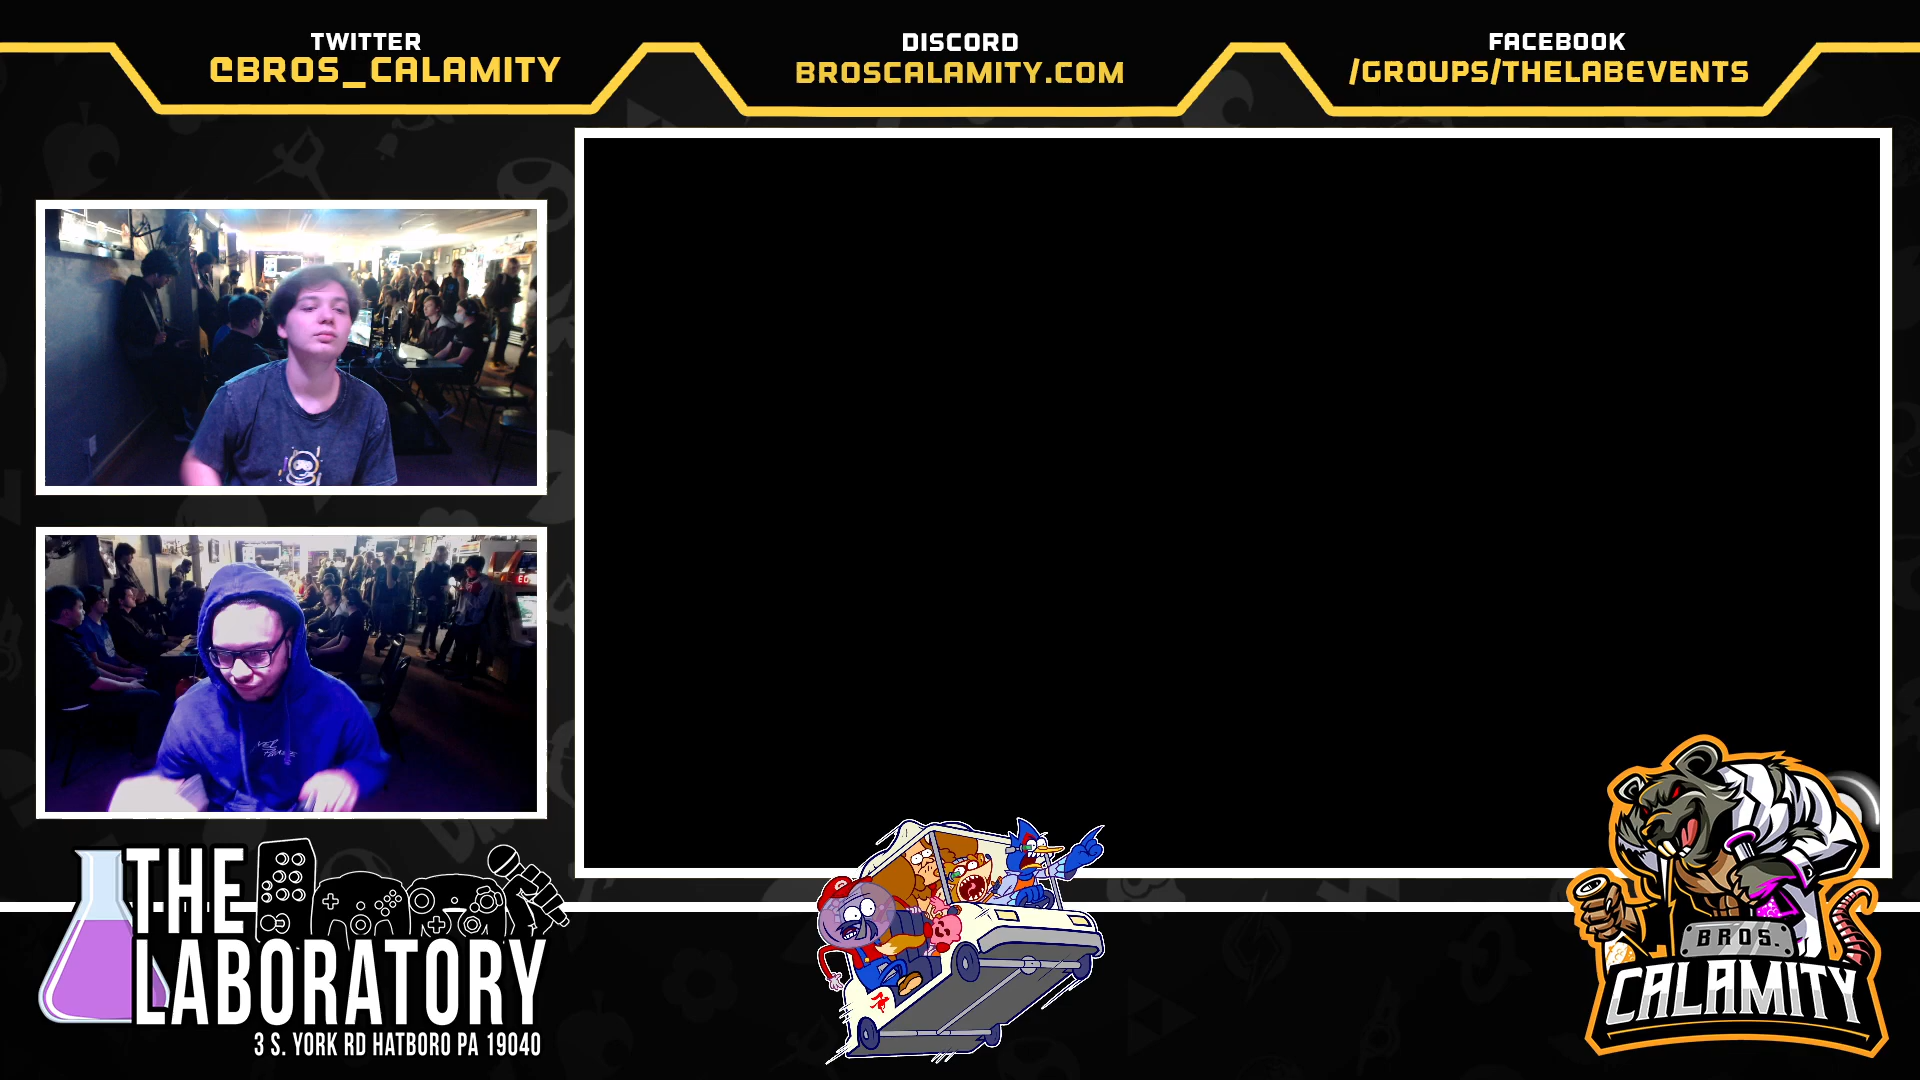 TWITTER
@BROS_CALAMITY
DISCORD
BROSCALAMITY.COM
FACEBOOK
/GROUPS/THELABEVENTS
THE
LABORATORY
3 S. YORK RD HATBORO PA 19040
BROS.
CALAMITY